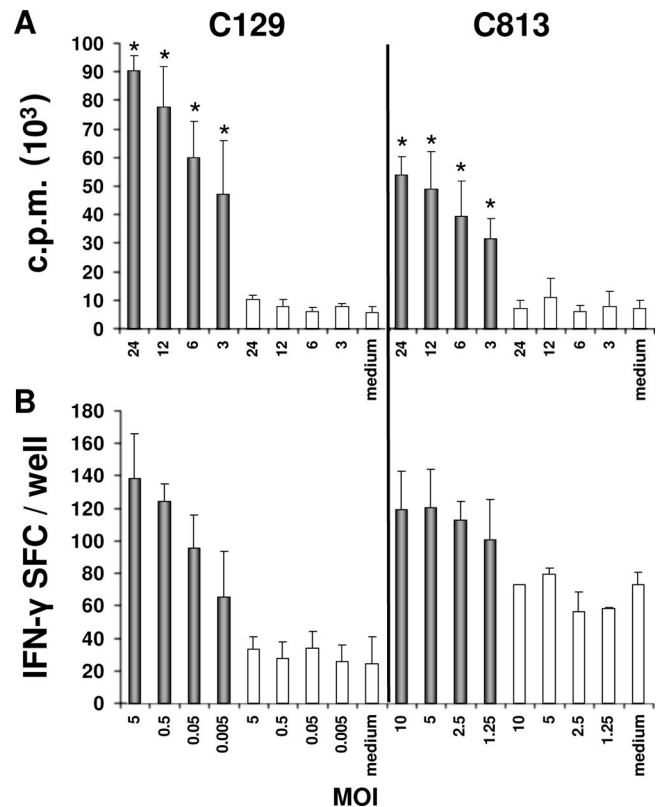 A
C129
C813
c.p.m. (10³)
100
90
80
70
60
50
40
30
20
10
0
* * * * * * * *
24 12 6 3 24 12 6 3 medium 24 12 6 3 24 12 6 3 medium
B
IFN-γ SFC / well
180
160
140
120
100
80
60
40
20
0
5 0.5 0.05 0.005 5 0.5 0.05 0.005 medium 10 5 2.5 1.25 10 5 2.5 1.25 medium
MOI